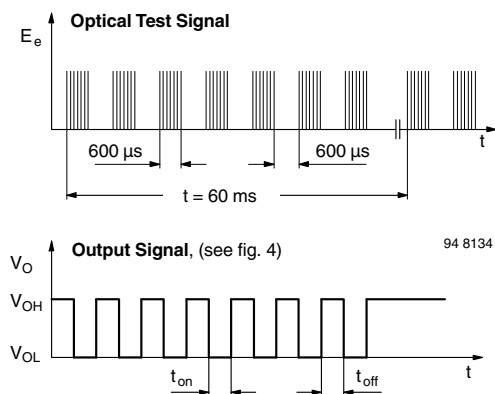 Optical Test Signal
Ee
t
600 µs 600 µs
t = 60 ms
Output Signal, (see fig. 4)
94 8134
VO
VOH
VOL
ton toff
t